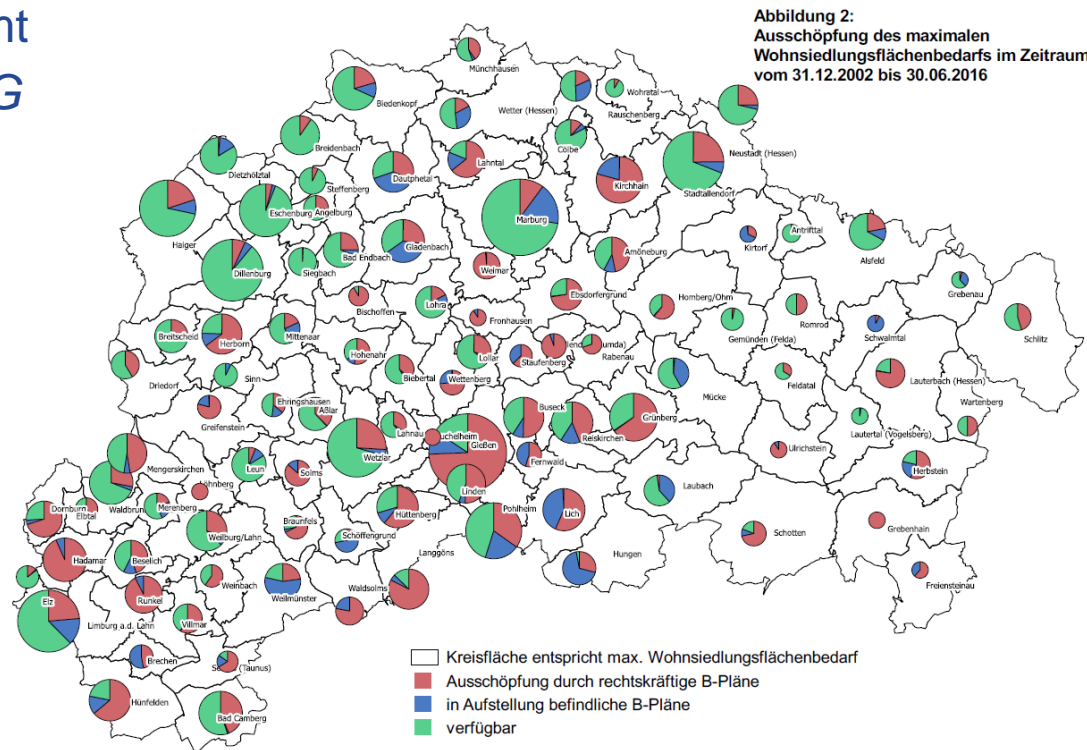 nt
G
Abbildung 2:
Ausschöpfung des maximalen
Wohnsiedlungsflächenbedarfs im Zeitraum
vom 31.12.2002 bis 30.06.2016
Münchhausen
Biedenkopf
Wetter (Hessen)
Wohratal
Rauschenberg
Breidenbach
Cölbe
Neustadt (Hessen)
Dietzhölztal
Lahntal
Dautphetal
Kirchhain
Steffenberg
Stadtallendorf
Eschenburg
Angelburg
Marburg
Haiger
Gladenbach
Kirtorf
Antrifttal
Alsfeld
Bad Endbach
Amöneburg
Siegbach
Weimar
Dillenburg
Grebenau
Bischoffen
Lohra
Ebsdorfergrund
Homberg/Ohm
Romrod
Gemünden (Felda)
Schwalmtal
Schlitz
Fronhausen
Breitscheid
Herborn
Mittenaar
Hohenahr
Lollar
Staufenberg
umda)
Rabenau
Biebertal
Wettenberg
Feldatal
Lauterbach (Hessen)
Driedorf
Sinn
Mücke
Wartenberg
Greifenstein
Ehringshausen
Aßlar
Lahnau
Buseck
Reiskirchen
Grünberg
Lautertal (Vogelsberg)
uchelheim
Gießen
Wetzlar
Fernwald
Ulrichstein
Mengerskirchen
Leun
Solms
Herbstein
Löhnberg
Linden
Laubach
Waldbrunn
Merenberg
Dornburg
Elbtal
Hüttenberg
Pohlheim
Lich
Braunfels
Schöffengrund
Grebenhain
Weilburg/Lahn
Schotten
Langgöns
Hungen
Hadamar
Beselich
Weinbach
Weilmünster
Waldsolms
Freiensteinau
Elz
Runkel
Limburg a.d. Lahn
Villmar
Brechen
(Taunus)
Hünfelden
Bad Camberg
Kreisfläche entspricht max. Wohnsiedlungsflächenbedarf
Ausschöpfung durch rechtskräftige B-Pläne
in Aufstellung befindliche B-Pläne
verfügbar